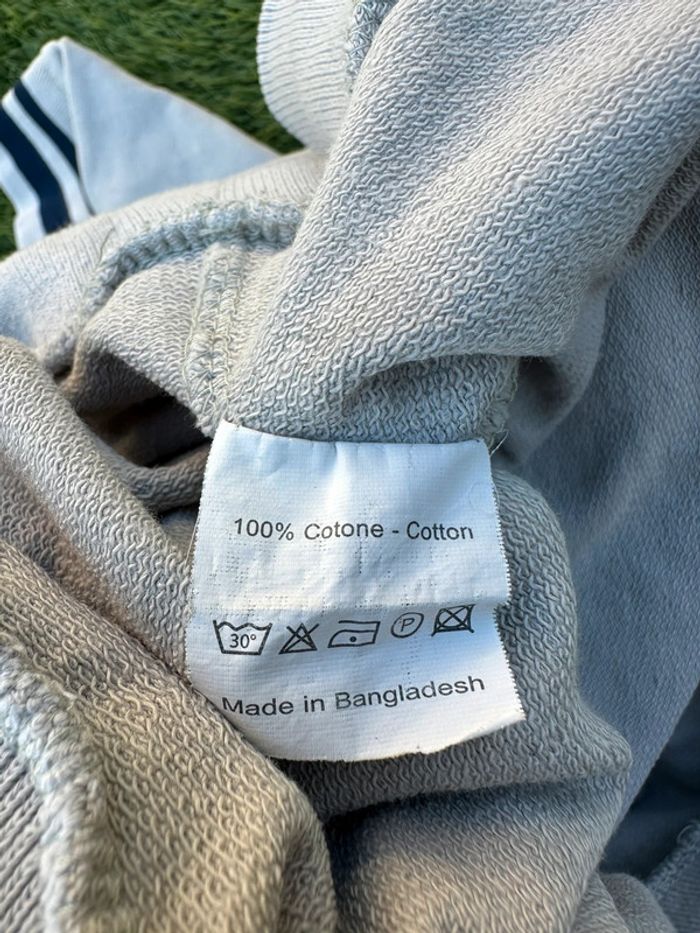 100% Cotone - Cotton
30° P
Made in Bangladesh